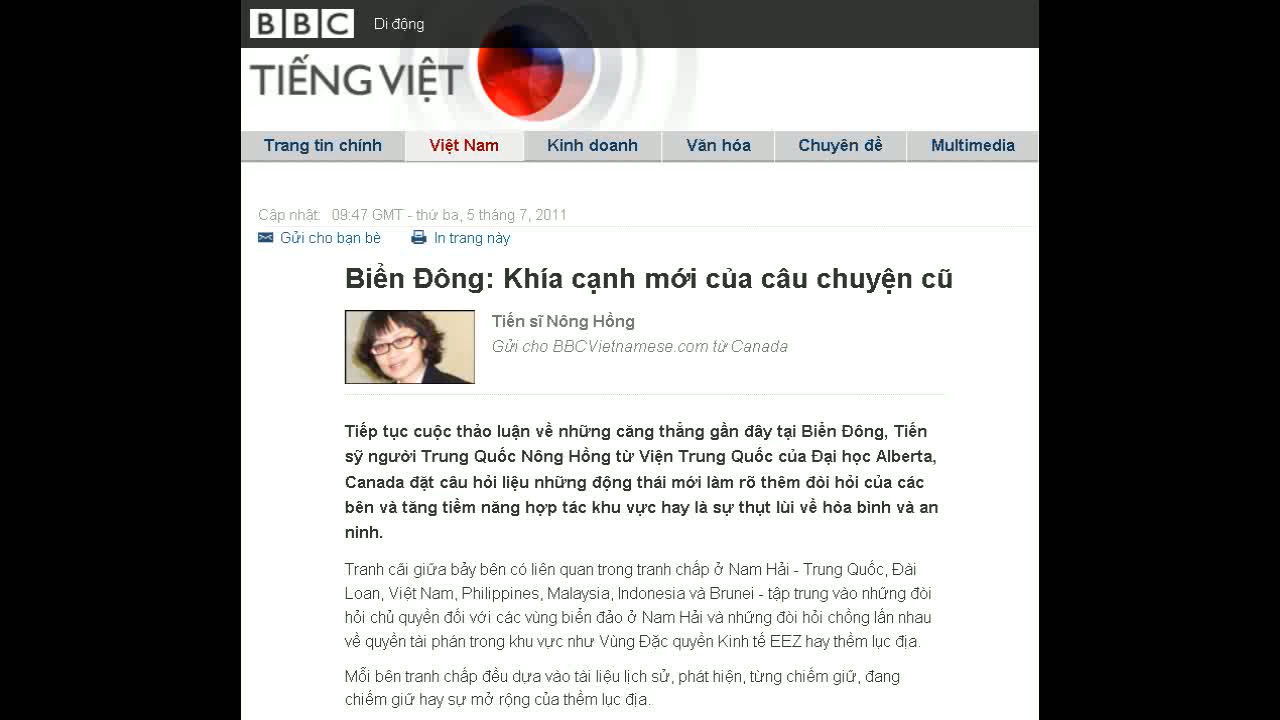 BBC Di động
TIẾNG VIỆT
Trang tin chính Việt Nam Kinh doanh Văn hóa Chuyên đề Multimedia
Cập nhật: 09:47 GMT - thứ ba, 5 tháng 7, 2011
Gửi cho bạn bè In trang này
Biển Đông: Khía cạnh mới của câu chuyện cũ
Tiến sĩ Nông Hồng
Gửi cho BBCVietnamese.com từ Canada
Tiếp tục cuộc thảo luận về những căng thẳng gần đây tại Biển Đông, Tiến
sỹ người Trung Quốc Nông Hồng từ Viện Trung Quốc của Đại học Alberta,
Canada đặt câu hỏi liệu những động thái mới làm rõ thêm đòi hỏi của các
bên và tăng tiềm năng hợp tác khu vực hay là sự thụt lùi về hòa bình và an
ninh.
Tranh cãi giữa bảy bên có liên quan trong tranh chấp ở Nam Hải - Trung Quốc, Đài
Loan, Việt Nam, Philippines, Malaysia, Indonesia và Brunei - tập trung vào những đòi
hỏi chủ quyền đối với các vùng biển đảo ở Nam Hải và những đòi hỏi chồng lấn nhau
về quyền tài phán trong khu vực như Vùng Đặc quyền Kinh tế EEZ hay thềm lục địa.
Mỗi bên tranh chấp đều dựa vào tài liệu lịch sử, phát hiện, từng chiếm giữ, đang
chiếm giữ hay sự mở rộng của thềm lục địa.